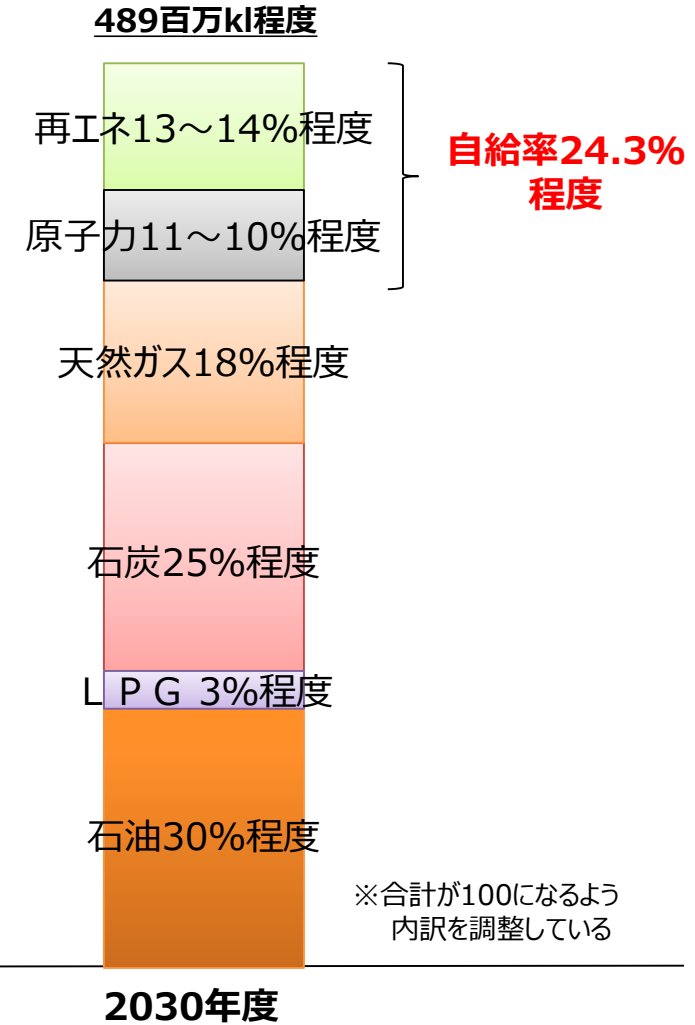 489百万kl程度
再エネ13～14%程度
自給率24.3%
程度
原子力11～10%程度
天然ガス18%程度
石炭25%程度
ＬＰＧ 3%程度
石油30%程度
※合計が100になるよう
内訳を調整している
2030年度